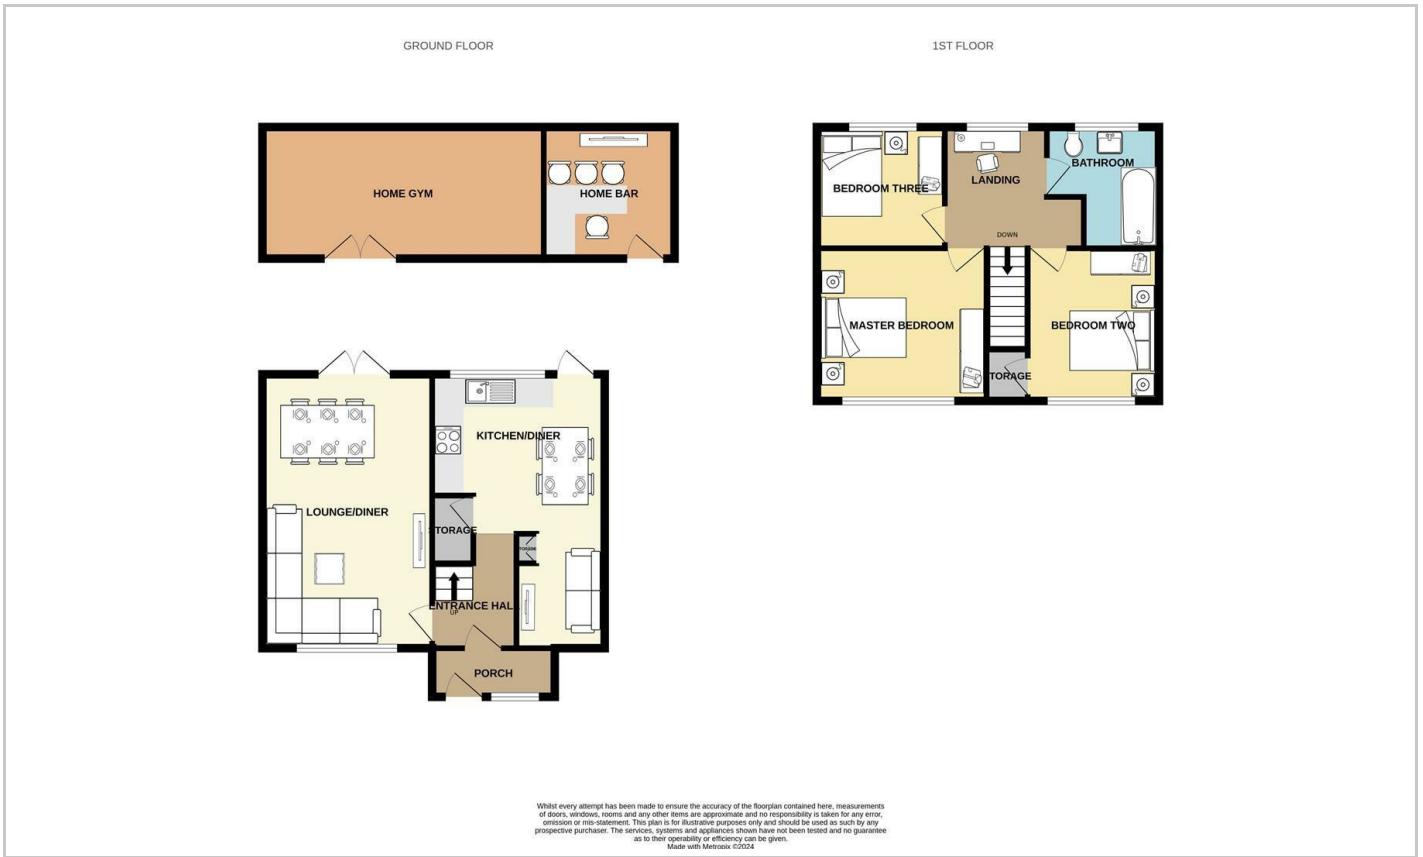 GROUND FLOOR
HOME GYM
HOME BAR
KITCHEN/DINER
LOUNGE/DINER
STORAGE
STORAGE
ENTRANCE HALL
UP
PORCH
1ST FLOOR
BATHROOM
BEDROOM THREE
LANDING
DOWN
MASTER BEDROOM
BEDROOM TWO
STORAGE
Whilst every attempt has been made to ensure the accuracy of the floorplan contained here, measurements
of doors, windows, rooms and any other items are approximate and no responsibility is taken for any error,
omission or mis-statement. This plan is for illustrative purposes only and should be used as such by any
prospective purchaser. The services, systems and appliances shown have not been tested and no guarantee
as to their operability or efficiency can be given.
Made with Metropix ©2024